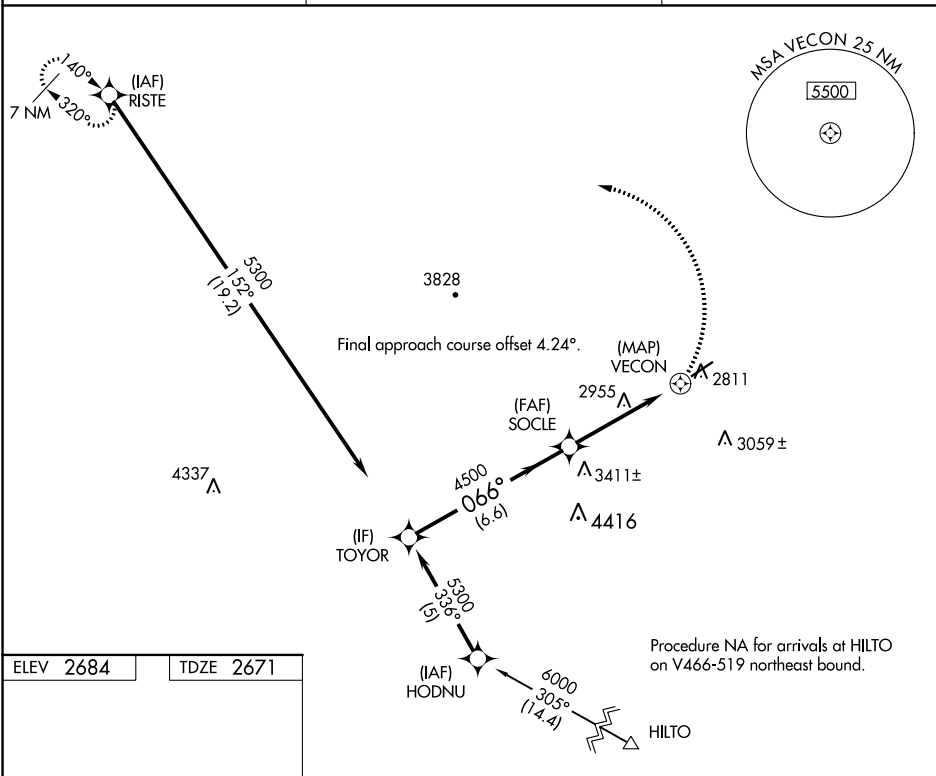 140°
320°
7 NM
(IAF)
RISTE
MSA VECON 25 NM
5500
5300
152°
(19.2)
3828
Final approach course offset 4.24°.
(MAP)
VECON
2955
2811
(FAF)
SOCLE
3059±
3411±
4337
4500
066°
(6.6)
4416
(IF)
TOYOR
5300
336°
(5)
(IAF)
HODNU
6000
305°
(14.4)
HILTO
Procedure NA for arrivals at HILTO
on V466-519 northeast bound.
ELEV 2684
TDZE 2671